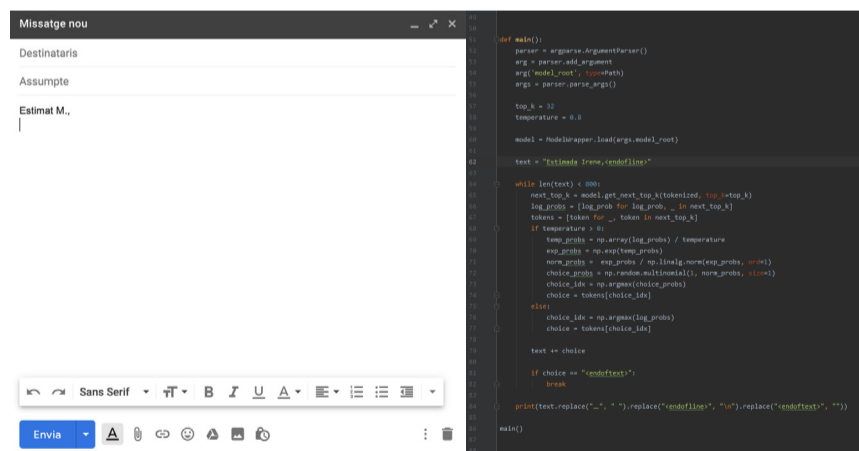 Missatge nou
Destinataris
Assumpte
Estimat M.,
Sans Serif
Envia
def main():
parser = argparse.ArgumentParser()
arg = parser.add_argument
arg('model_root', type=Path)
args = parser.parse_args()
top_k = 32
temperature = 0.8
model = ModelWrapper.load(args.model_root)
text = "Estimada Irene,<endofline>"
while len(text) < 800:
next_top_k = model.get_next_top_k(tokenized, top_k=top_k)
log_probs = [log_prob for log_prob, _ in next_top_k]
tokens = [token for _, token in next_top_k]
if temperature > 0:
temp_probs = np.array(log_probs) / temperature
exp_probs = np.exp(temp_probs)
norm_probs = exp_probs / np.linalg.norm(exp_probs, ord=1)
choice_probs = np.random.multinomial(1, norm_probs, size=1)
choice_idx = np.argmax(choice_probs)
choice = tokens[choice_idx]
else:
choice_idx = np.argmax(log_probs)
choice = tokens[choice_idx]
text += choice
if choice == "<endoftext>":
break
print(text.replace("_", " ").replace("<endofline>", "\n").replace("<endoftext>", ""))
main()